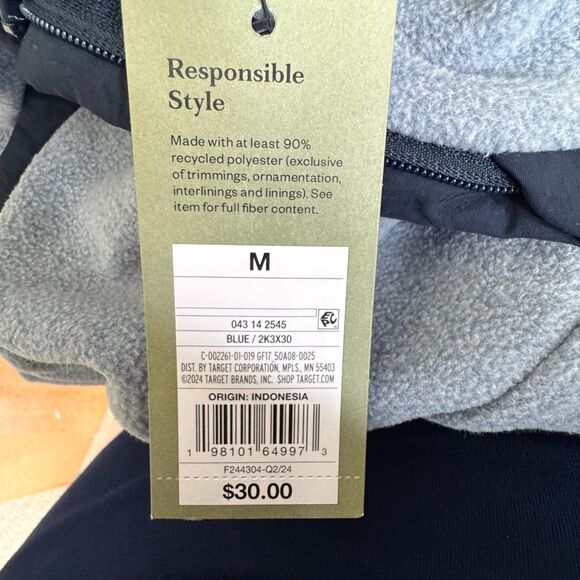 Responsible
Style
Made with at least 90%
recycled polyester (exclusive
of trimmings, ornamentation,
interlinings and linings). See
item for full fiber content.
M
043 14 2545
BLUE / 2K3X30
C-002261-01-019 GF17_50A08-0025
DIST. BY TARGET CORPORATION, MPLS., MN 55403
©2024 TARGET BRANDS, INC. SHOP TARGET.COM
ORIGIN: INDONESIA
1 98101 64997 3
F244304-Q2/24
$30.00